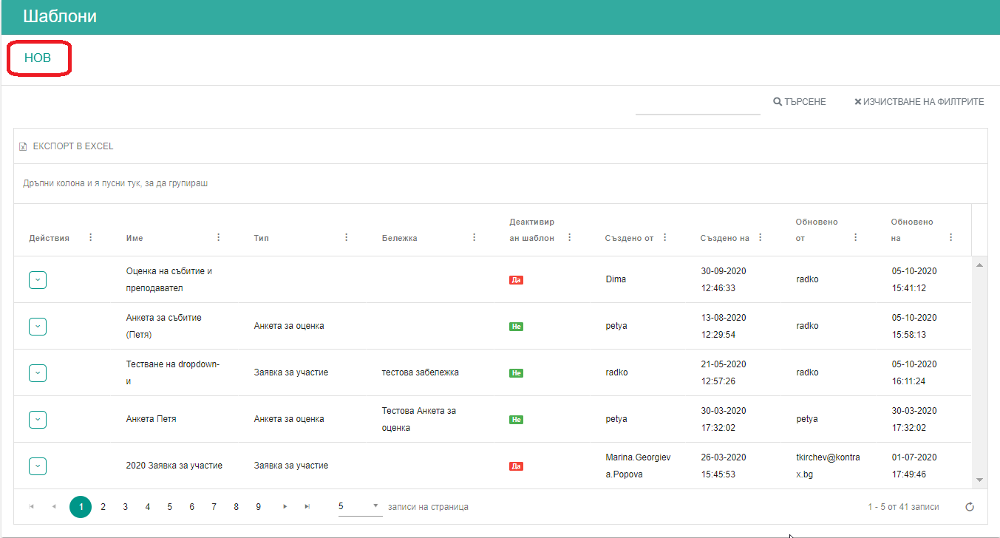 Шаблони
НОВ
ТЪРСЕНЕ
ИЗЧИСТВАНЕ НА ФИЛТРИТЕ
ЕКСПОРТ В EXCEL
Дръпни колона и я пусни тук, за да групираш
Действия
Име
Тип
Бележка
Деактивир
ан шаблон
Създено от
Създено на
Обновено
от
Обновено
на
Оценка на събитие и
преподавател
Да
Dima
30-09-2020
12:46:33
radko
05-10-2020
15:41:12
Анкета за събитие
(Петя)
Анкета за оценка
Не
petya
13-08-2020
12:29:54
radko
05-10-2020
15:58:13
Тестване на dropdown-
и
Заявка за участие
тестова забележка
Не
radko
21-05-2020
12:57:26
radko
05-10-2020
16:11:24
Анкета Петя
Анкета за оценка
Тестова Анкета за
оценка
Не
petya
30-03-2020
17:32:02
petya
30-03-2020
17:32:02
2020 Заявка за участие
Заявка за участие
Да
Marina.Georgiev
a.Popova
26-03-2020
15:45:53
tkirchev@kontra
x.bg
01-07-2020
17:49:46
1 2 3 4 5 6 7 8 9
5
записи на страница
1 - 5 от 41 записи